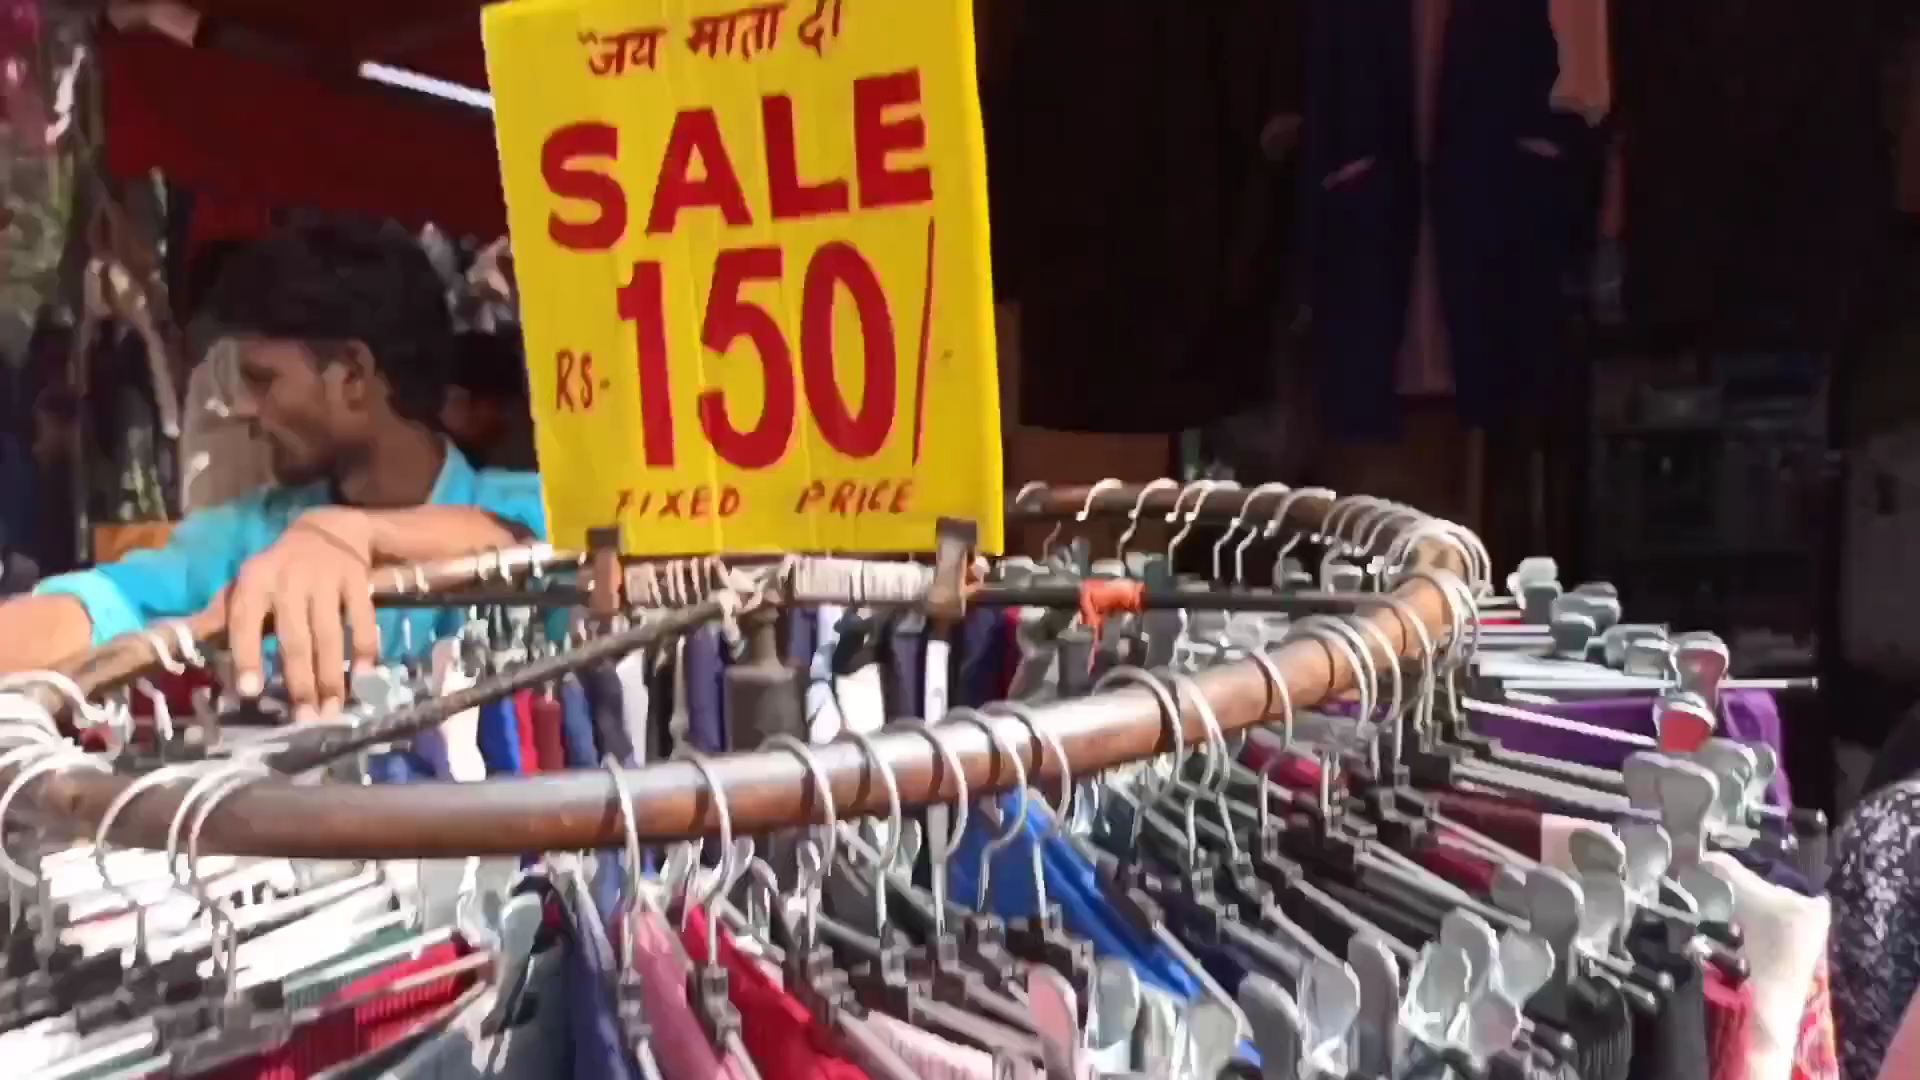 "जय माता दी
SALE
RS- 150/-
FIXED PRICE